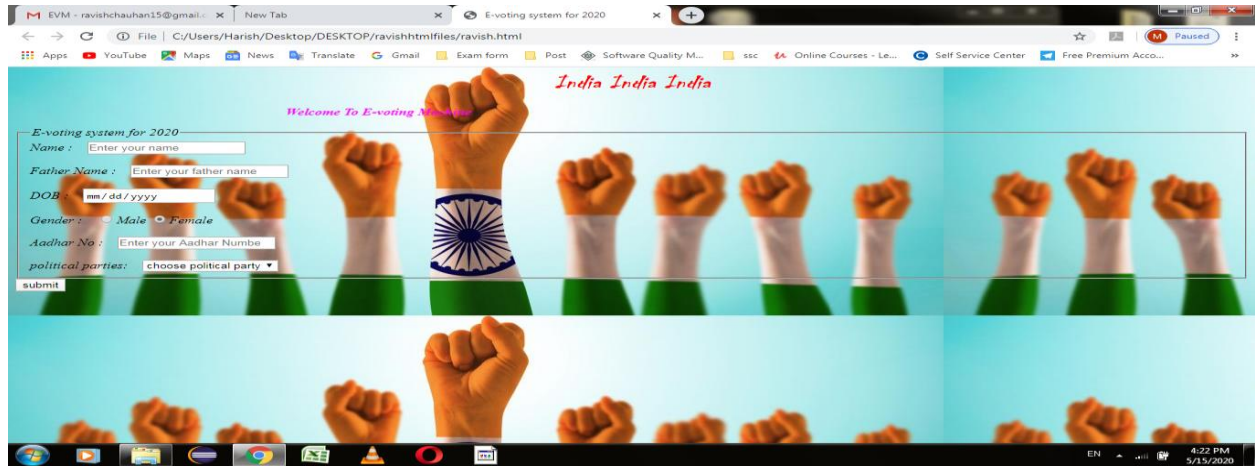 EVM - ravishchauhan15@gmail.c New Tab E-voting system for 2020
File | C:/Users/Harish/Desktop/DESKTOP/ravishhtmlfiles/ravish.html M Paused
Apps YouTube Maps News Translate Gmail Exam form Post Software Quality M... ssc Online Courses - Le... Self Service Center Free Premium Acco... »
India India India
Welcome To E-voting
E-voting system for 2020
Name : Enter your name
Father Name : Enter your father name
DOB : mm/dd/yyyy
Gender : Male Female
Aadhar No : Enter your Aadhar Numbe
political parties: choose political party
submit
EN 4:22 PM
5/15/2020